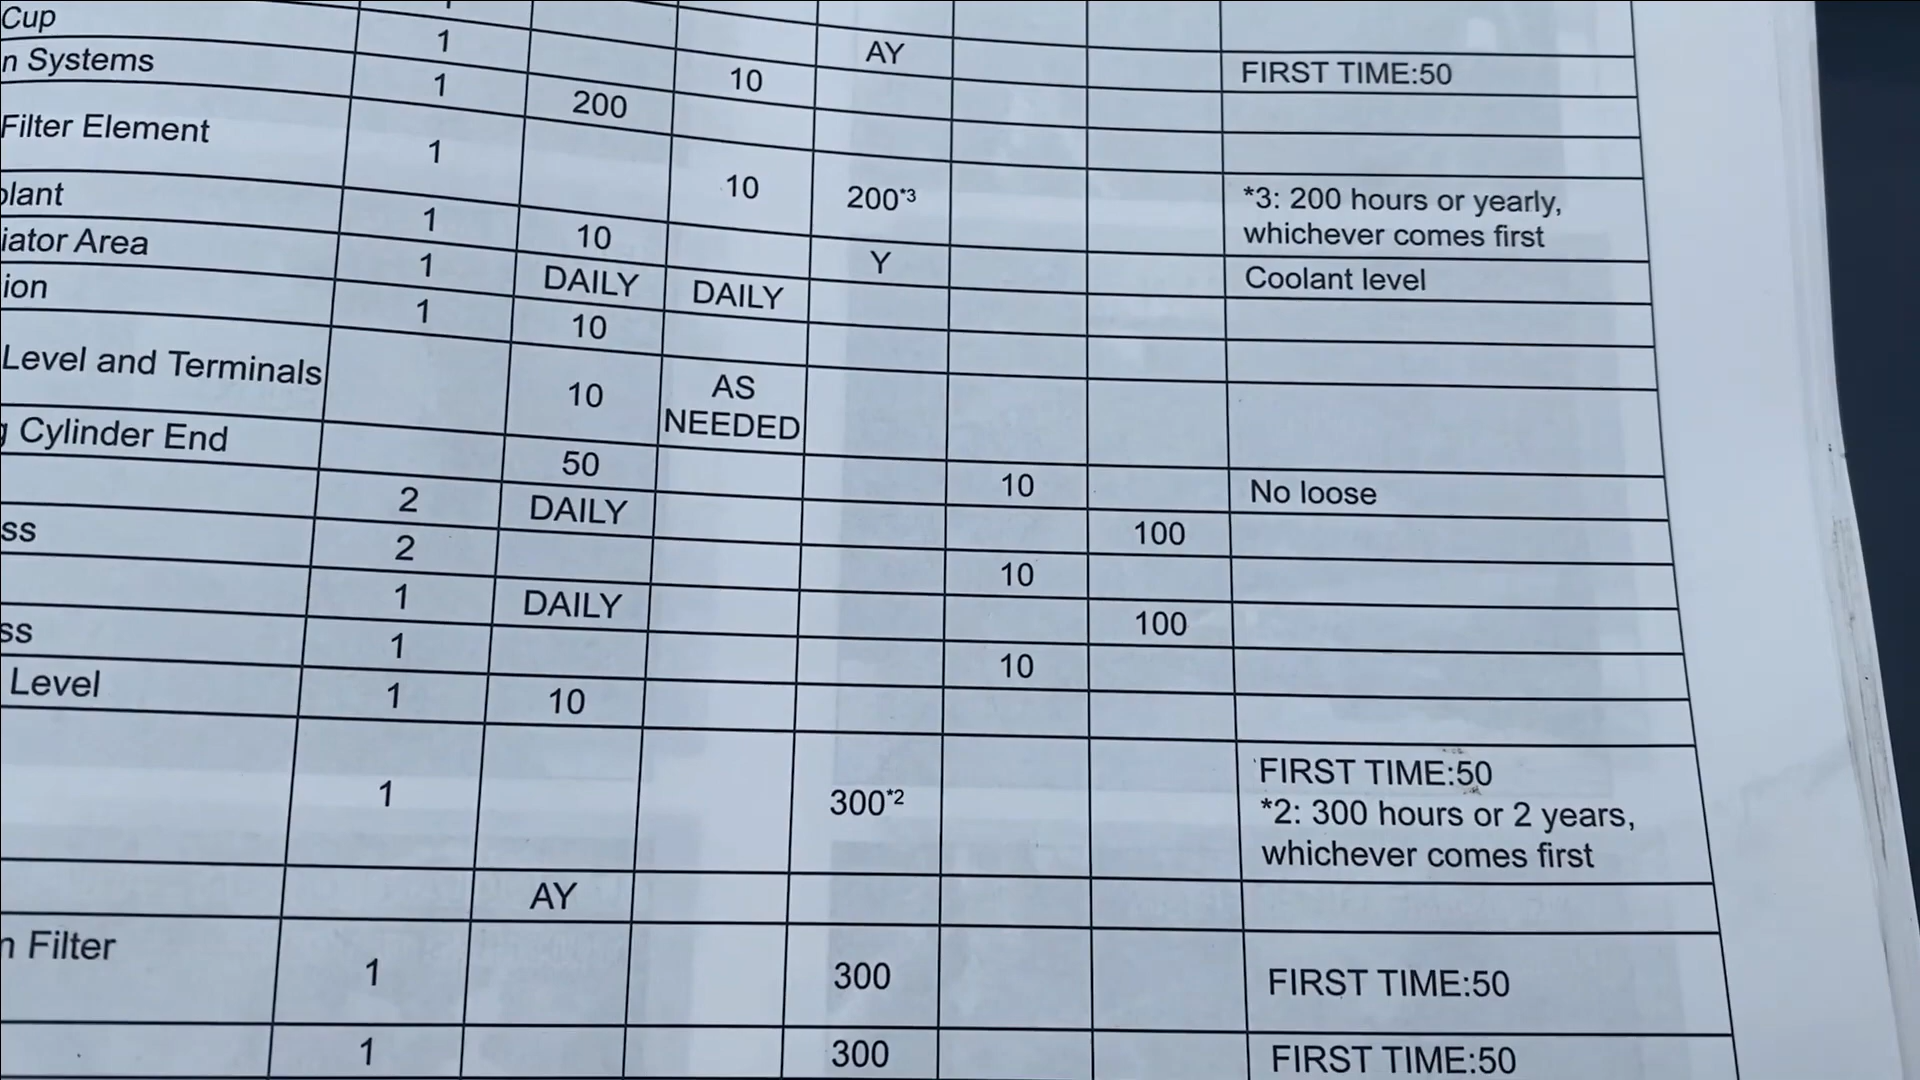 Cup 1 AY FIRST TIME:50
n Systems 1 200 10
Filter Element 1 10 200*3 *3: 200 hours or yearly,
whichever comes first
olant 1 10 Y Coolant level
iator Area 1 DAILY DAILY
ion 1 10
Level and Terminals 10 AS
NEEDED
g Cylinder End 50 10 No loose
2 DAILY 100
ss 2 10
1 DAILY 100
ss 1 10
Level 1 10
1 300*2 FIRST TIME:50
*2: 300 hours or 2 years,
whichever comes first
AY
n Filter 1 300 FIRST TIME:50
1 300 FIRST TIME:50